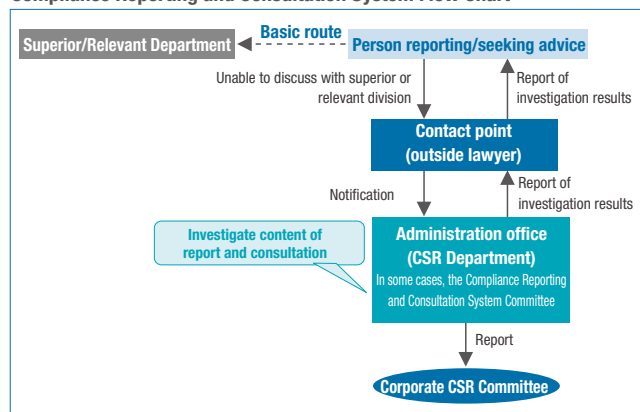 Compliance Reporting and Consultation System Flow Chart
Basic route
Superior/Relevant Department
Person reporting/seeking advice
Unable to discuss with superior or
relevant division
Report of
investigation results
Contact point
(outside lawyer)
Notification
Report of
investigation results
Investigate content of
report and consultation
Administration office
(CSR Department)
In some cases, the Compliance Reporting
and Consultation System Committee
Report
Corporate CSR Committee